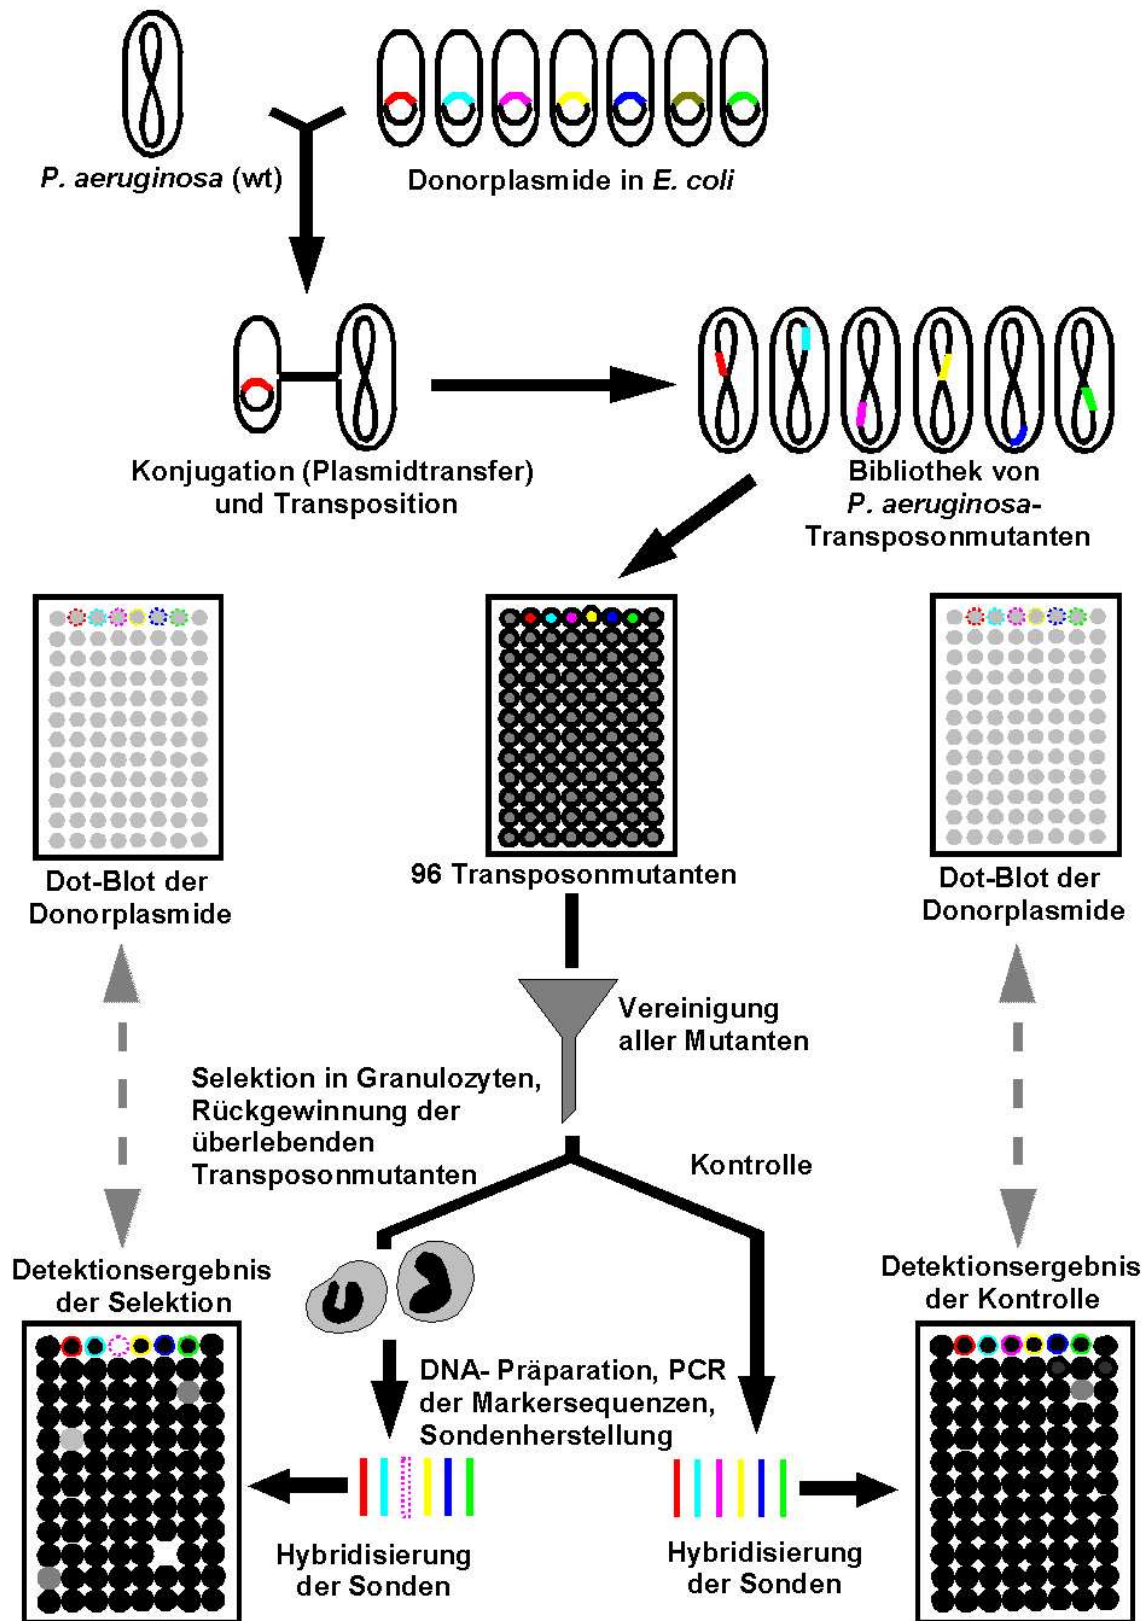 P. aeruginosa (wt)
Donorplasmide in E. coli
Konjugation (Plasmidtransfer)
und Transposition
Bibliothek von
P. aeruginosa-
Transposonmutanten
Dot-Blot der
Donorplasmide
96 Transposonmutanten
Dot-Blot der
Donorplasmide
Vereinigung
aller Mutanten
Selektion in Granulozyten,
Rückgewinnung der
überlebenden
Transposonmutanten
Kontrolle
Detektionsergebnis
der Selektion
Detektionsergebnis
der Kontrolle
DNA- Präparation, PCR
der Markersequenzen,
Sondenherstellung
Hybridisierung
der Sonden
Hybridisierung
der Sonden